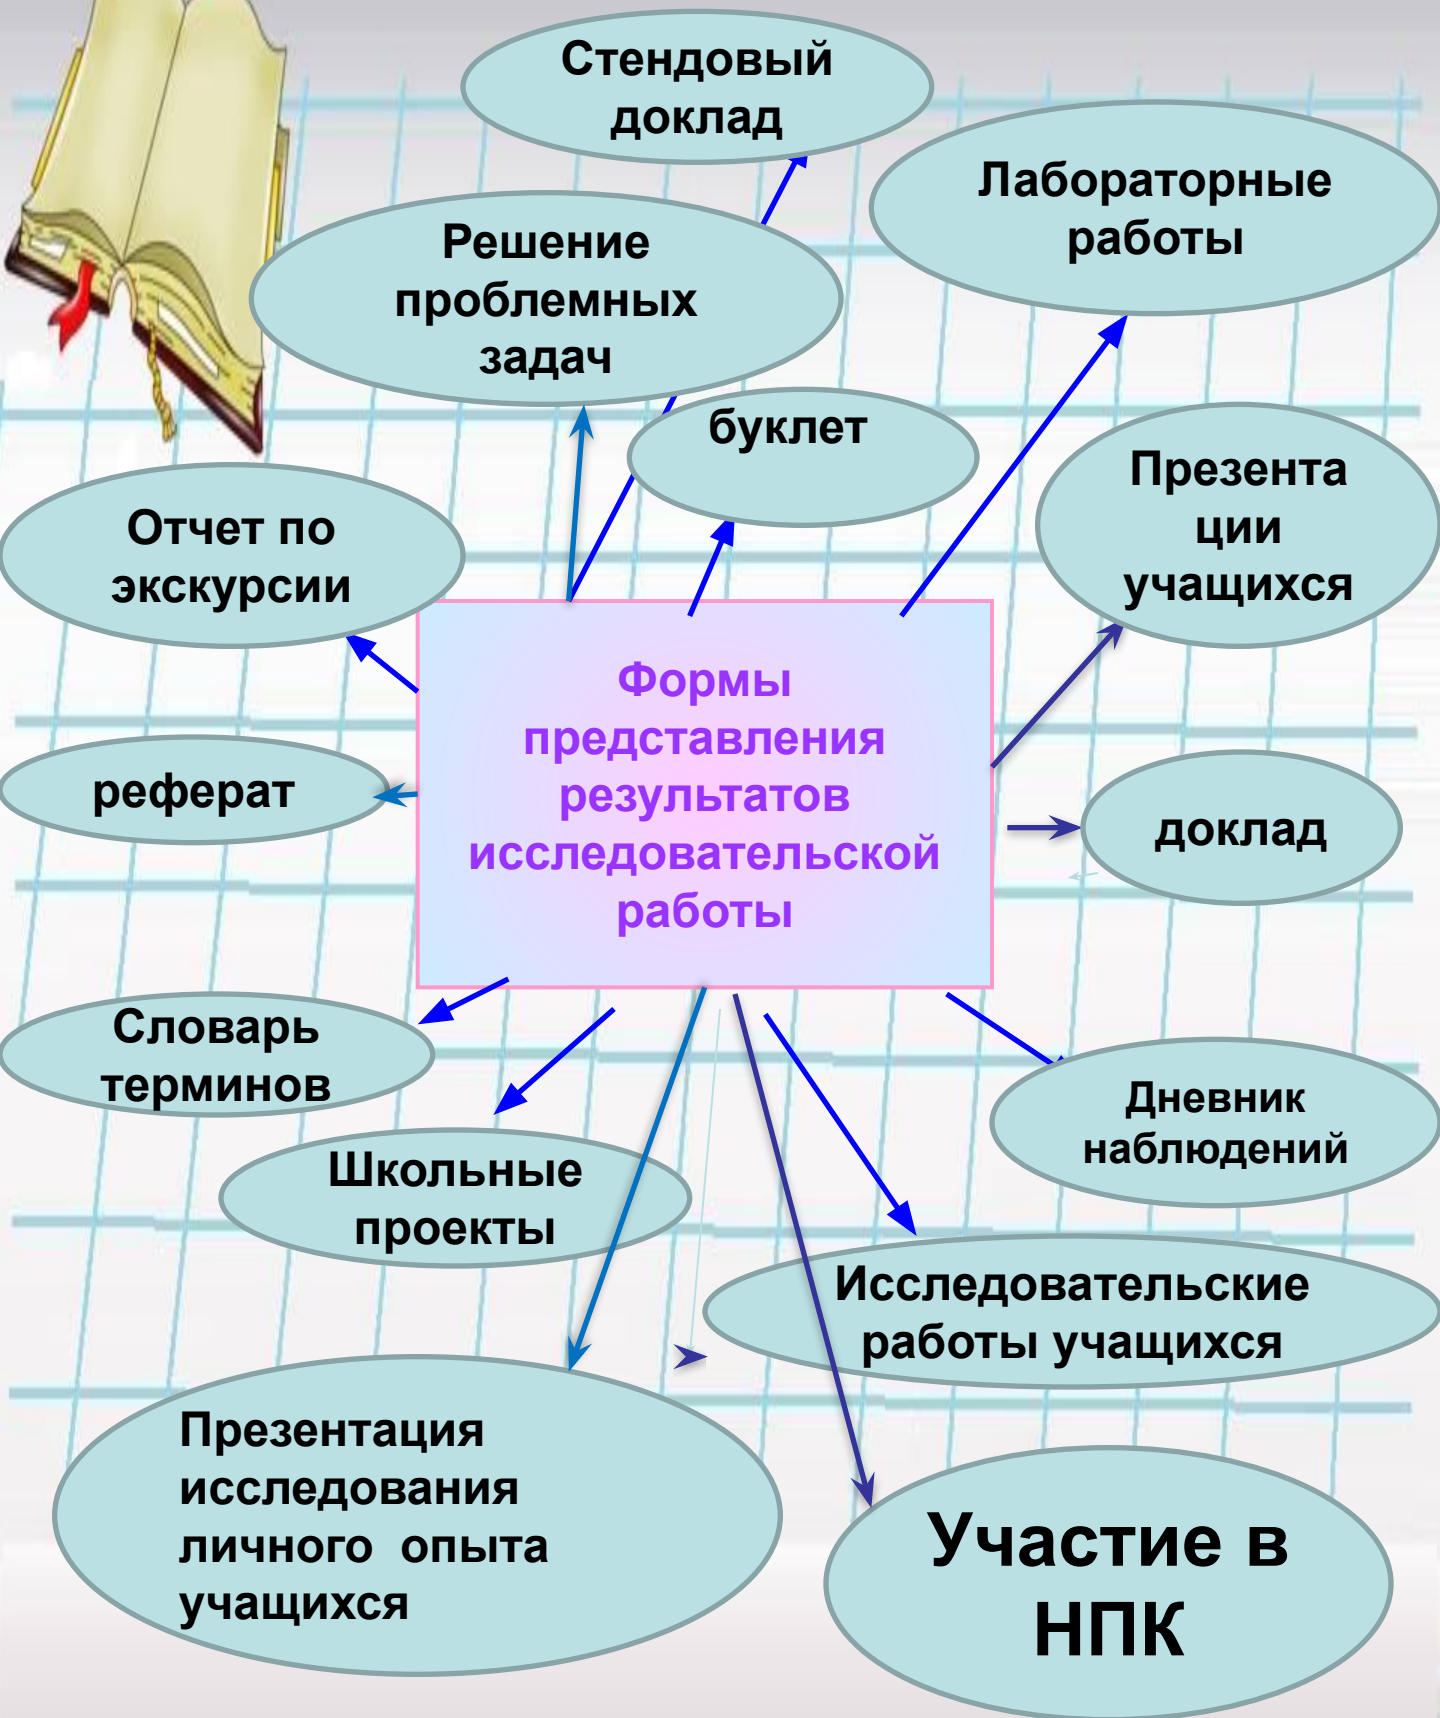 Стендовый
доклад
Лабораторные
работы
Решение
проблемных
задач
буклет
Презента
ции
учащихся
Отчет по
экскурсии
Формы
представления
результатов
исследовательской
работы
реферат
доклад
Словарь
терминов
Дневник
наблюдений
Школьные
проекты
Исследовательские
работы учащихся
Презентация
исследования
личного опыта
учащихся
Участие в
НПК